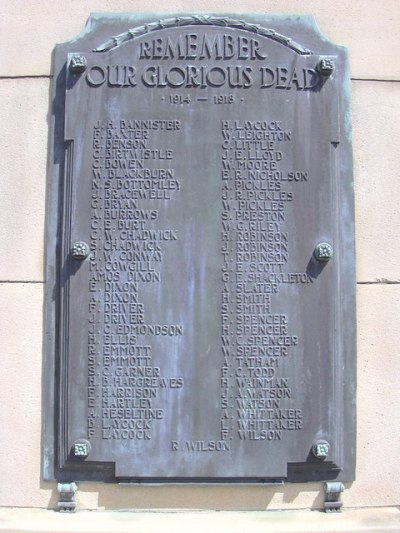 REMEMBER
OUR GLORIOUS DEAD
· 1914 — 1918 ·
J. H. BANNISTER
F. BAXTER
R. BENSON
C. BIRTWISTLE
C. BOWEN
W. BLACKBURN
N. S. BOTTOMLEY
J. BRACEWELL
G. BRYAN
A. BURROWS
C. E. BURT
C. W. CHADWICK
S. CHADWICK
J. W. CONWAY
M. COWGILL
AMOS DIXON
E. DIXON
A. DIXON
F. DRIVER
J. DRIVER
J. C. EDMONDSON
H. ELLIS
R. EMMOTT
S. EMMOTT
S. C. GARNER
H. B. HARGREAVES
F. HARRISON
E. HARTLEY
A. HESELTINE
B. LAYCOCK
F. LAYCOCK
H. LAYCOCK
W. LEIGHTON
C. LITTLE
J. E. LLOYD
W. MOORE
E. R. NICHOLSON
A. PICKLES
J. R. PICKLES
W. PICKLES
S. PRESTON
W. G. RILEY
H. ROBINSON
J. ROBINSON
T. ROBINSON
J. E. SCOTT
G. E. SHACKLETON
A. SLATER
H. SMITH
S. SMITH
F. SPENCER
H. SPENCER
W. C. SPENCER
W. SPENCER
A. TATHAM
F. C. TODD
H. WAINMAN
J. A. WATSON
S. WATSON
A. WHITTAKER
L. WHITTAKER
F. WILSON
R. WILSON